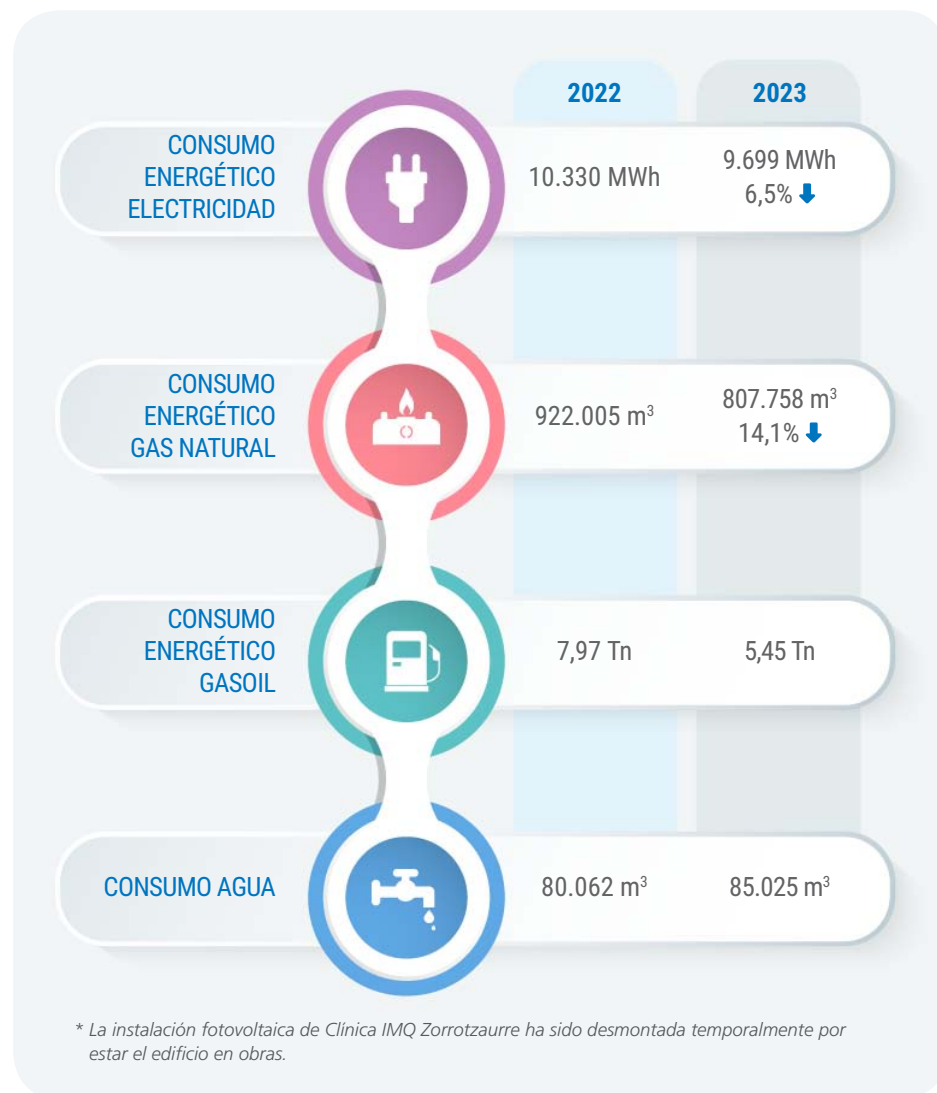 2022 2023
CONSUMO
ENERGÉTICO
ELECTRICIDAD
10.330 MWh
9.699 MWh
6,5%
CONSUMO
ENERGÉTICO
GAS NATURAL
922.005 m³
807.758 m³
14,1%
CONSUMO
ENERGÉTICO
GASOIL
7,97 Tn
5,45 Tn
CONSUMO AGUA
80.062 m³
85.025 m³
* La instalación fotovoltaica de Clínica IMQ Zorrotzaurre ha sido desmontada temporalmente por
estar el edificio en obras.